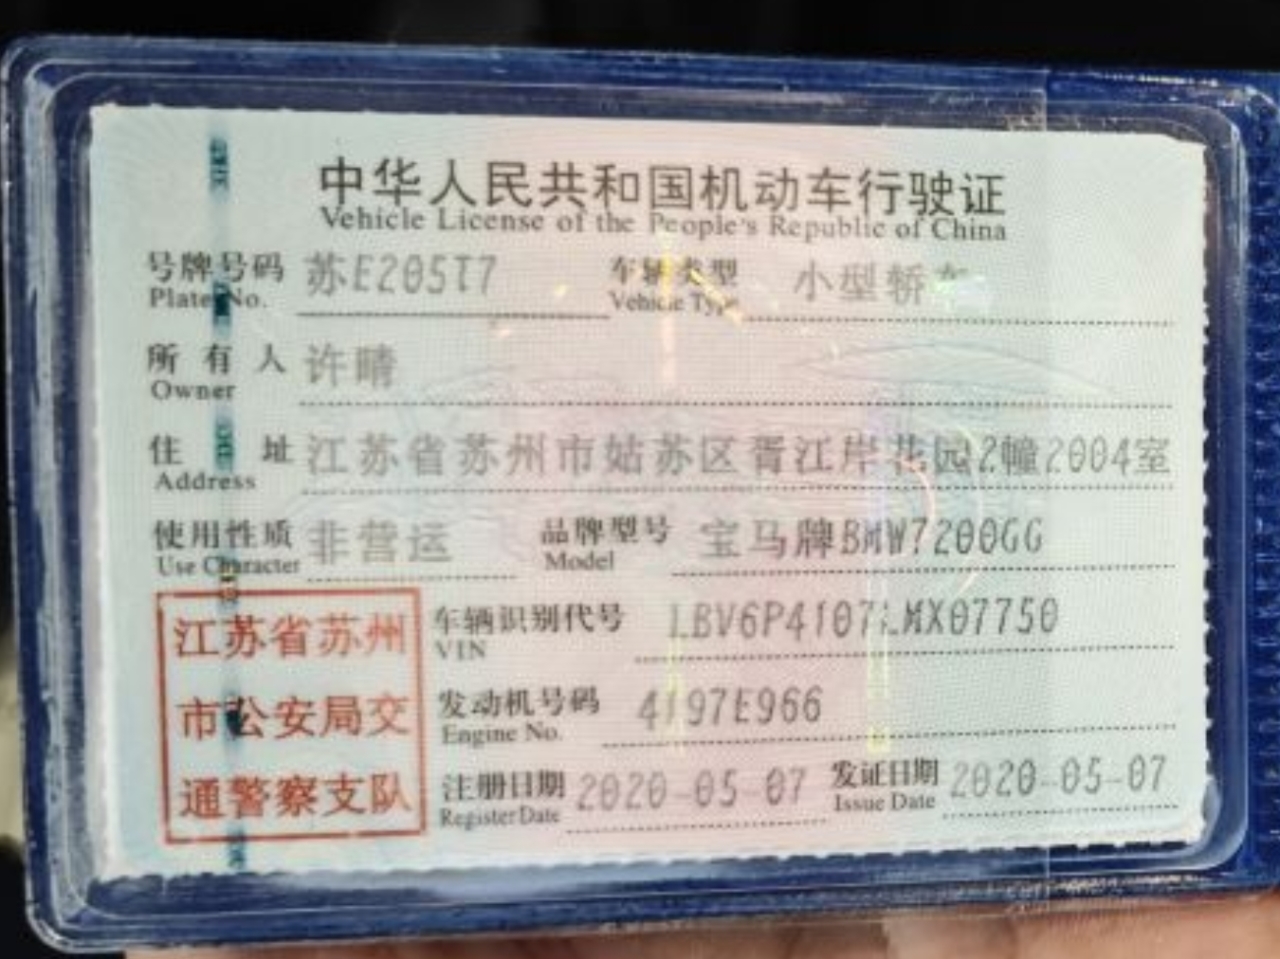 中华人民共和国机动车行驶证
Vehicle License of the People's Republic of China
号牌号码 苏E205T7 车辆类型 小型轿车
Plate No. Vehicle Type
所有人 许晴
Owner
住址 江苏省苏州市姑苏区胥江岸花园2幢2004室
Address
使用性质 非营运 品牌型号 宝马牌BMW7200GG
Use Character Model
江苏省苏州
市公安局交
通警察支队
车辆识别代号 LBV6P4107LMX07750
VIN
发动机号码 4197E966
Engine No.
注册日期 2020-05-07 发证日期 2020-05-07
Register Date Issue Date